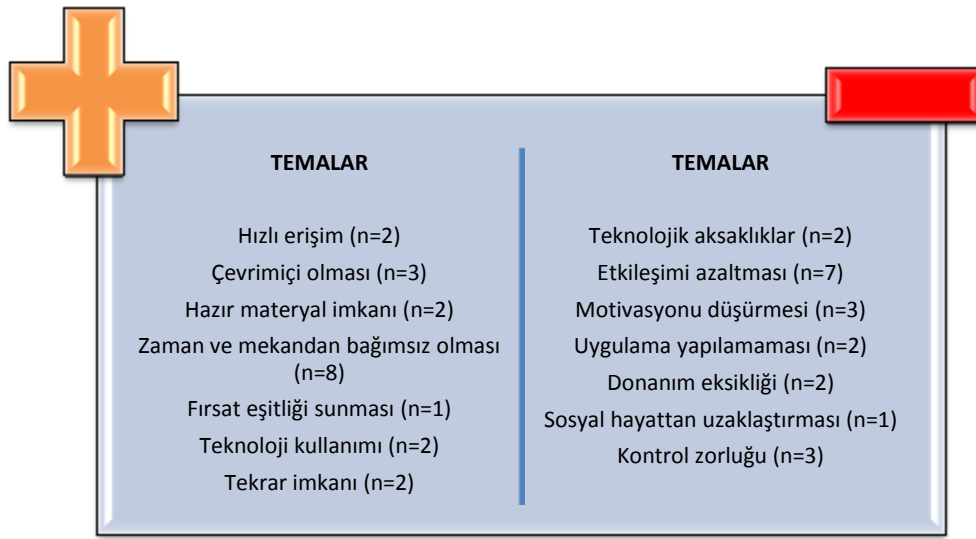 TEMALAR
Hızlı erişim (n=2)
Çevrimiçi olması (n=3)
Hazır materyal imkanı (n=2)
Zaman ve mekandan bağımsız olması
(n=8)
Fırsat eşitliği sunması (n=1)
Teknoloji kullanımı (n=2)
Tekrar imkanı (n=2)
TEMALAR
Teknolojik aksaklıklar (n=2)
Etkileşimi azaltması (n=7)
Motivasyonu düşürmesi (n=3)
Uygulama yapılamaması (n=2)
Donanım eksikliği (n=2)
Sosyal hayattan uzaklaştırması (n=1)
Kontrol zorluğu (n=3)